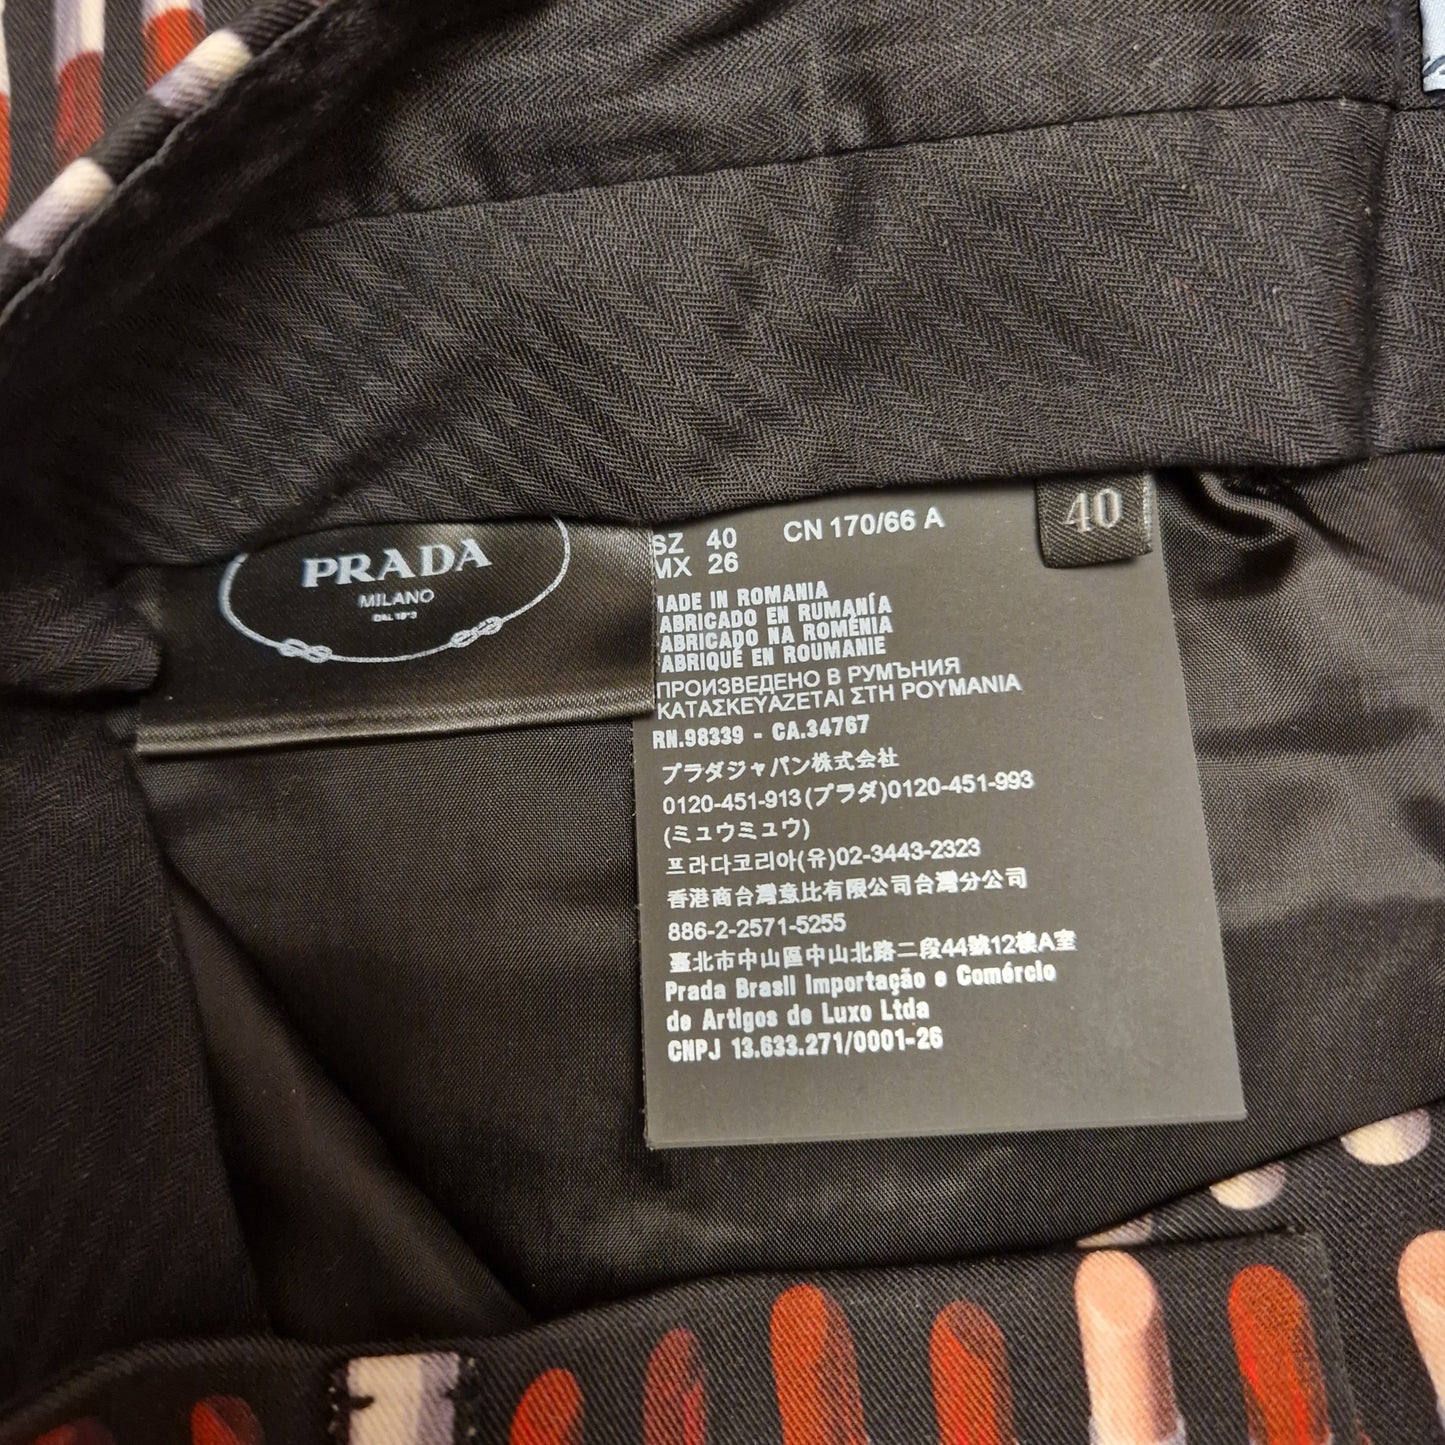 PRADA
MILANO
DAL 1913
SZ 40 CN 170/66 A
MX 26
40
MADE IN ROMANIA
ABRICADO EN RUMANÍA
ABRICADO NA ROMÉNIA
ABRIQUÉ EN ROUMANIE
ПРОИЗВЕДЕНО В РУМЪНИЯ
ΚΑΤΑΣΚΕΥΑΖΕΤΑΙ ΣΤΗ ΡΟΥΜΑΝΙΑ
RN.98339 - CA.34767
プラダジャパン株式会社
0120-451-913(プラダ)0120-451-993
(ミュウミュウ)
프라다코리아(유)02-3443-2323
香港商台灣意比有限公司台灣分公司
886-2-2571-5255
臺北市中山區中山北路二段44號12樓A室
Prada Brasil Importação e Comércio
de Artigos de Luxo Ltda
CNPJ 13.633.271/0001-26